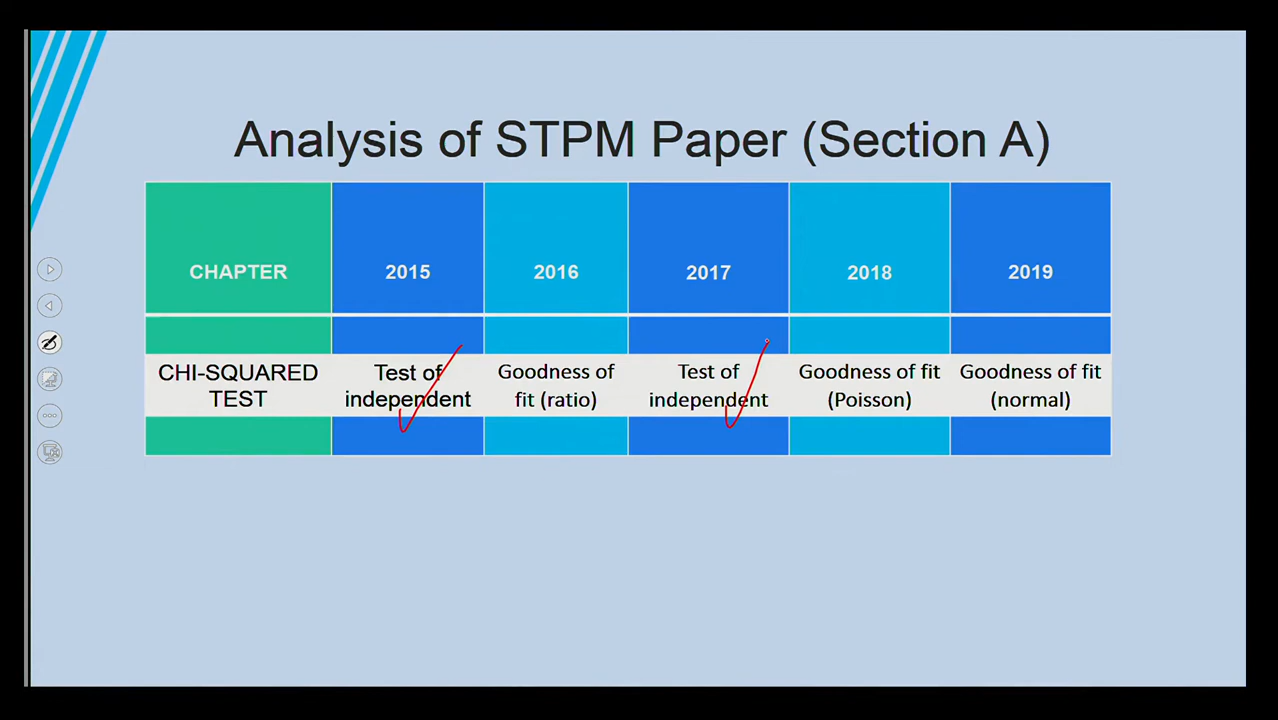 Analysis of STPM Paper (Section A)
CHAPTER 2015 2016 2017 2018 2019
CHI-SQUARED Test of Goodness of Test of Goodness of fit Goodness of fit
TEST independent fit (ratio) independent (Poisson) (normal)